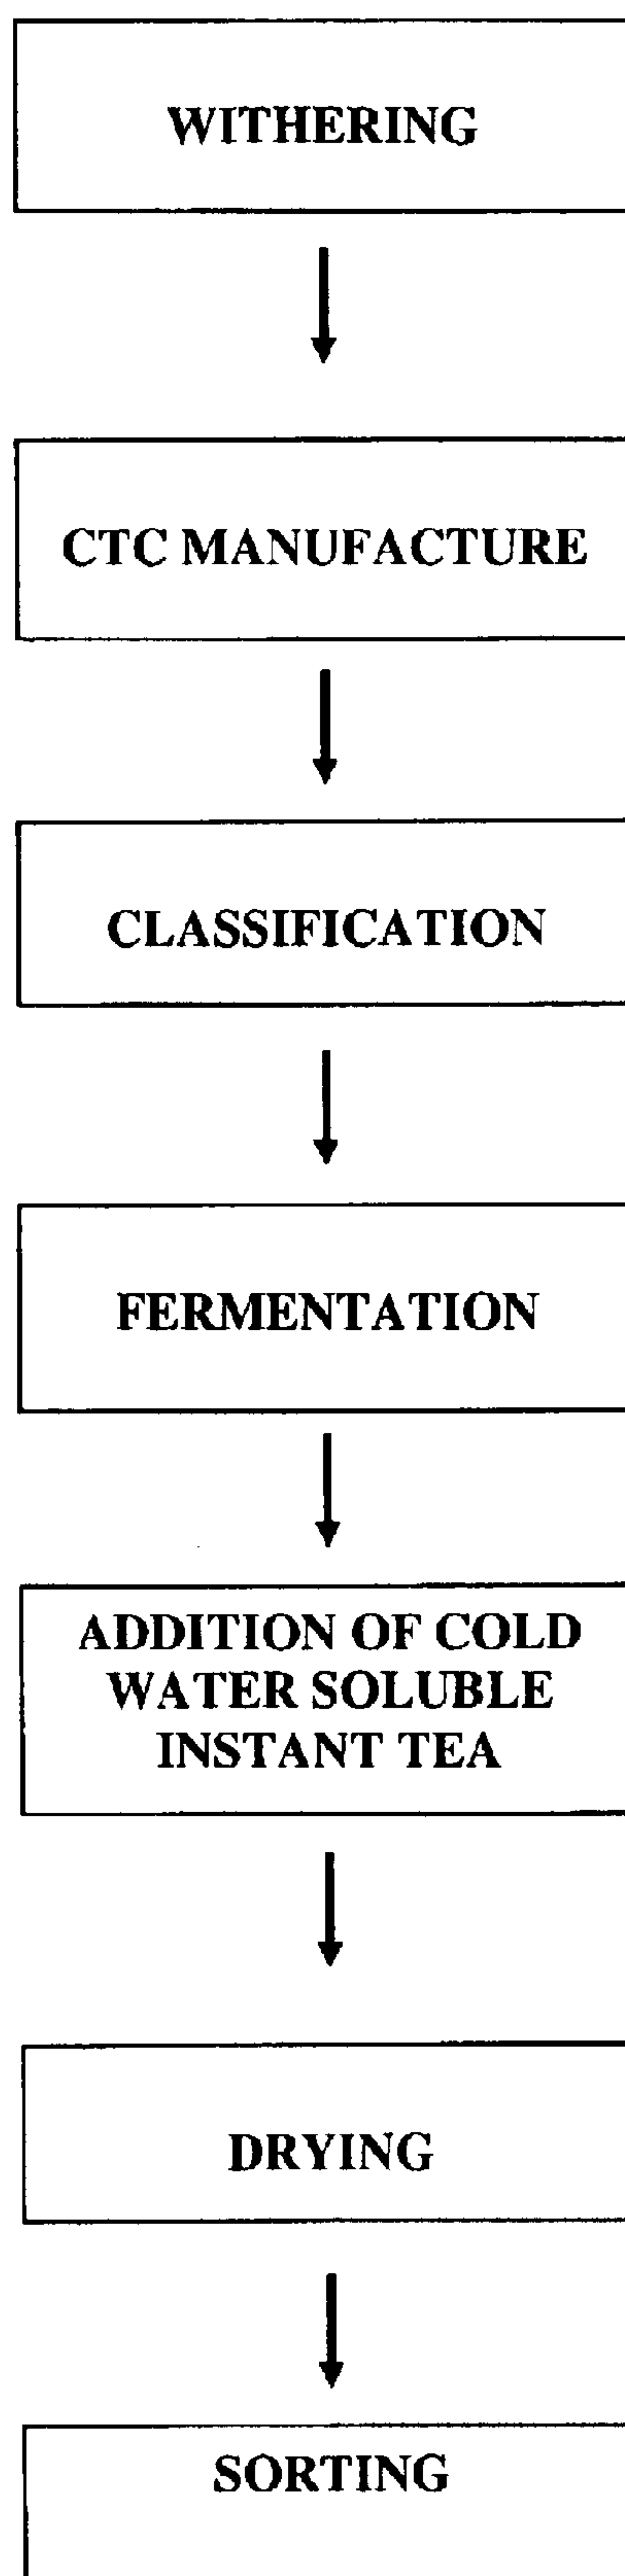 WITHERING
CTC MANUFACTURE
CLASSIFICATION
FERMENTATION
ADDITION OF COLD
WATER SOLUBLE
INSTANT TEA
DRYING
SORTING